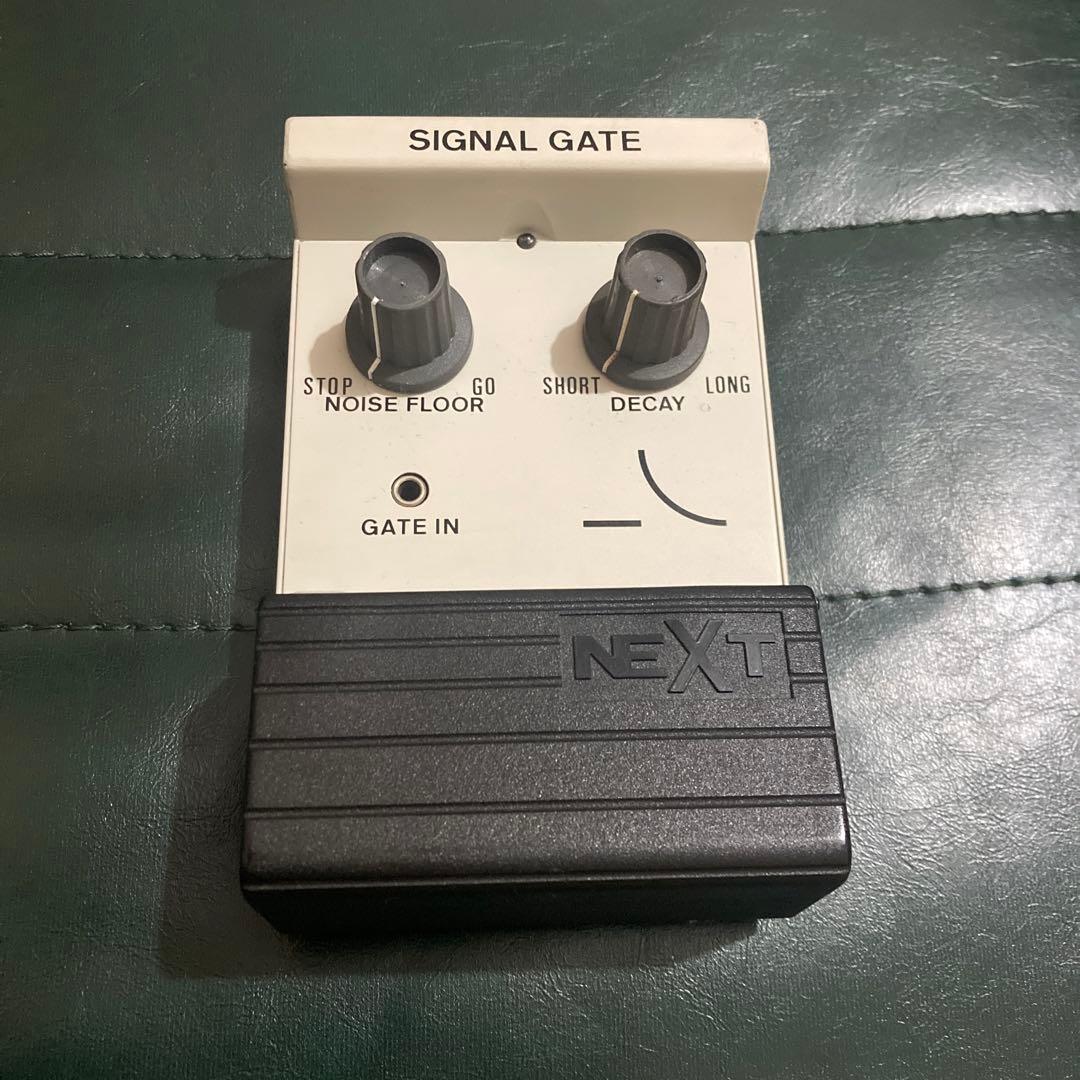 SIGNAL GATE
STOP GO SHORT LONG
NOISE FLOOR DECAY
GATE IN
NEXT